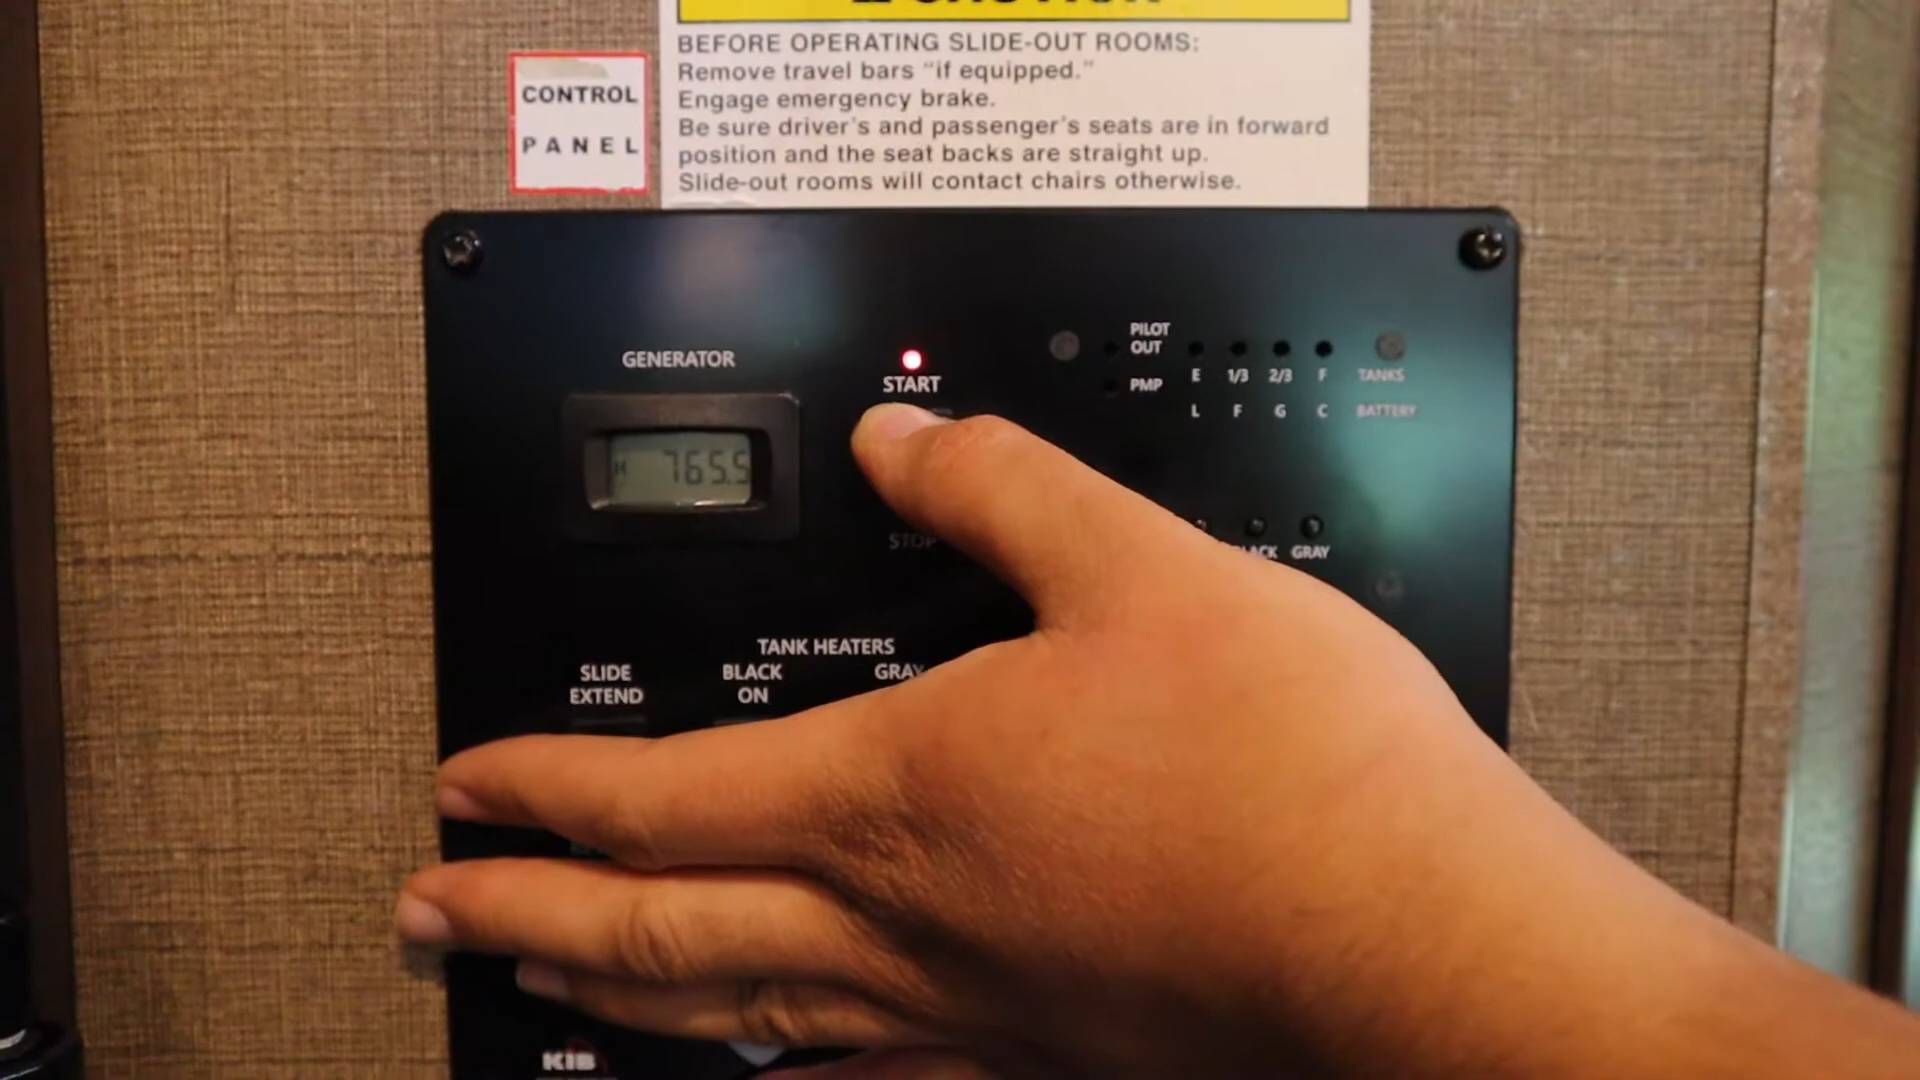 CAUTION
BEFORE OPERATING SLIDE-OUT ROOMS:
Remove travel bars "if equipped."
Engage emergency brake.
Be sure driver's and passenger's seats are in forward
position and the seat backs are straight up.
Slide-out rooms will contact chairs otherwise.
CONTROL
PANEL
GENERATOR
H 765.5
START
STOP
PILOT
OUT
PMP
E 1/3 2/3 F TANKS
L F G C BATTERY
GRAY
TANK HEATERS
SLIDE
EXTEND
BLACK
ON
GRAY
KIB